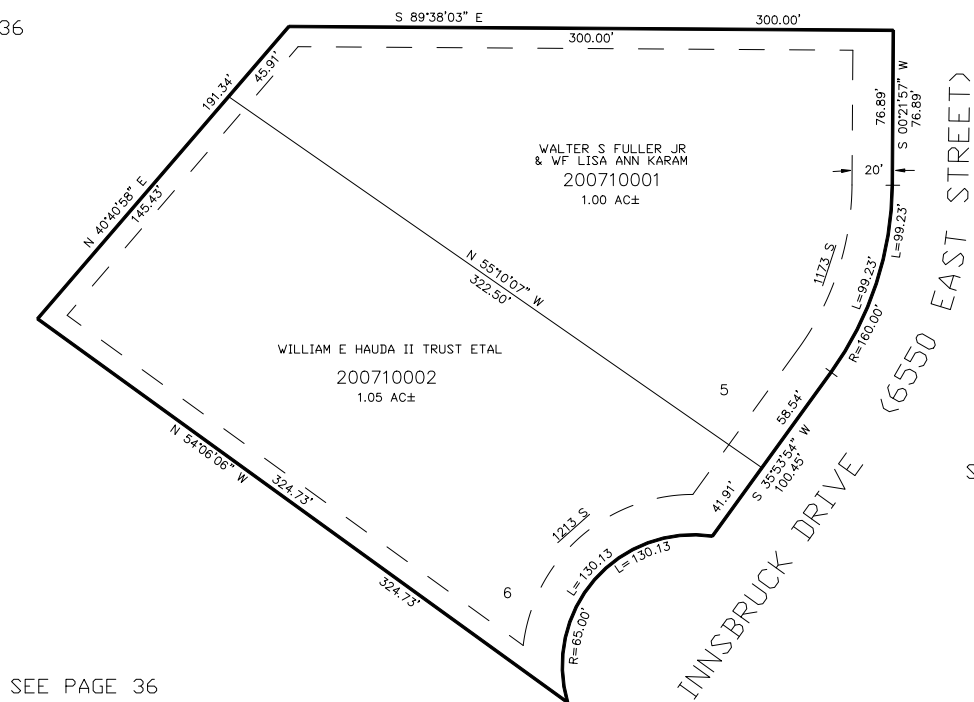 36
S 89°38'03" E
300.00'
300.00'
45.91'
191.34'
N 40°40'58" E
145.43'
WALTER S FULLER JR
& WF LISA ANN KARAM
200710001
1.00 AC±
76.89'
S 00°21'57" W
76.89'
20'
L=99.23'
L=99.23'
R=160.00'
1173 S
N 55°10'07" W
322.50'
WILLIAM E HAUDA II TRUST ETAL
200710002
1.05 AC±
5
58.54'
S 35°53'54" W
100.45'
41.91'
(6550 EAST STREET)
INNSBRUCK DRIVE
S
N 54°06'06" W
324.73'
324.73'
1213 S
L=130.13
L=130.13
R=65.00'
6
SEE PAGE 36